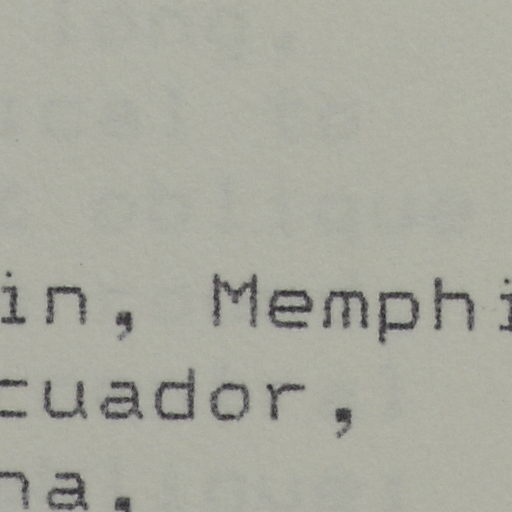 in, Memphi
cuador,
na,